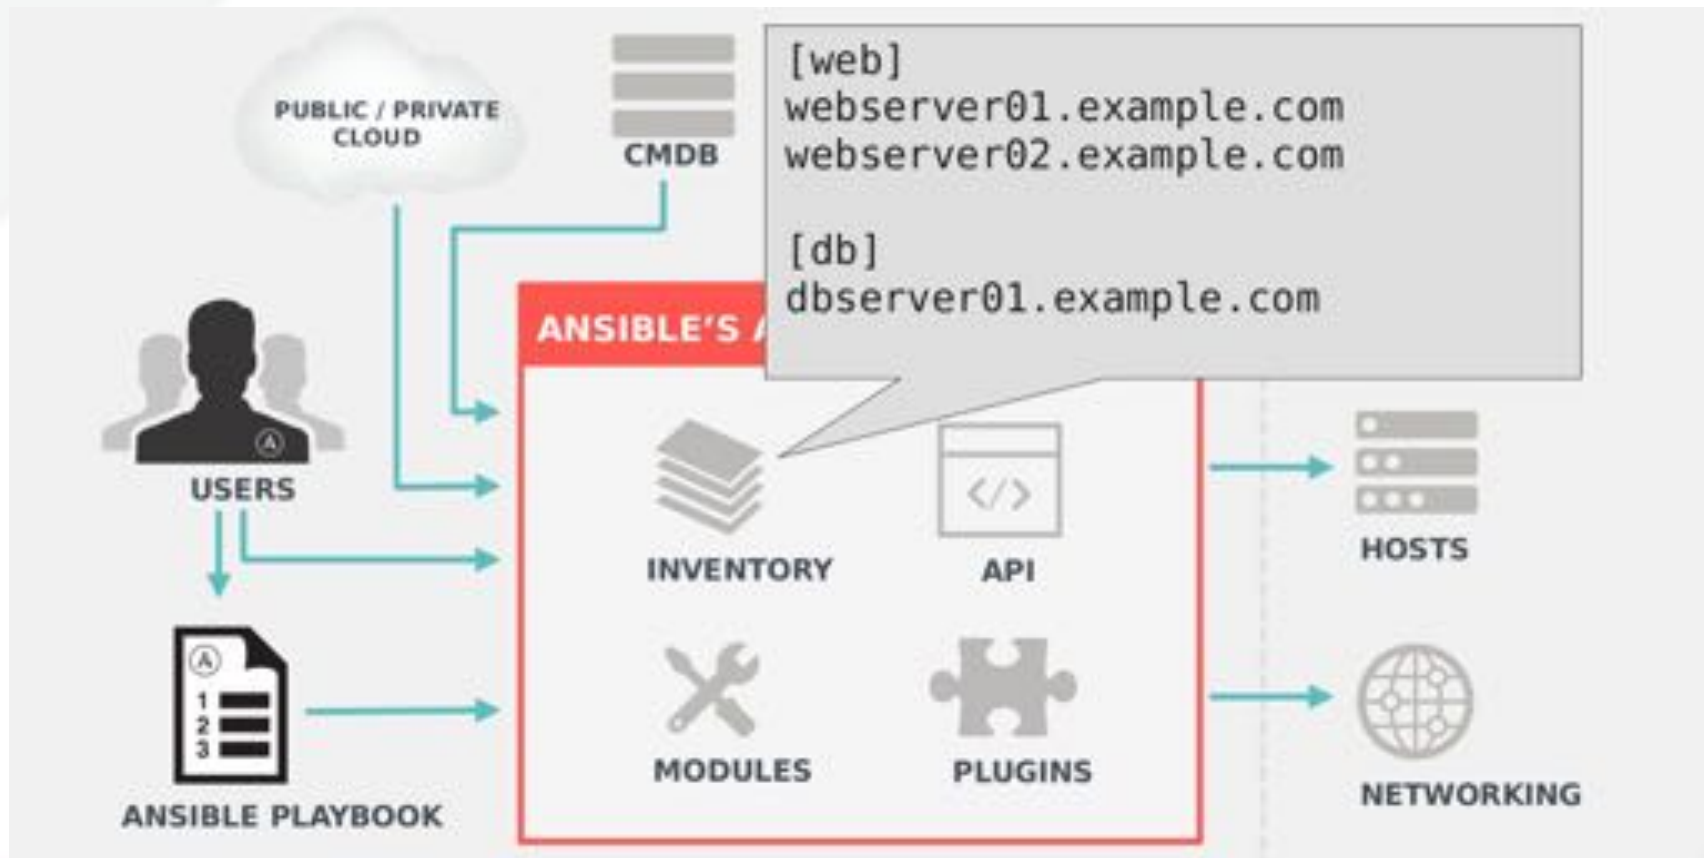 PUBLIC / PRIVATE
CLOUD
CMDB
[web]
webserver01.example.com
webserver02.example.com
[db]
dbserver01.example.com
ANSIBLE'S
USERS
INVENTORY
API
HOSTS
A
A
1
2
3
MODULES
PLUGINS
ANSIBLE PLAYBOOK
NETWORKING